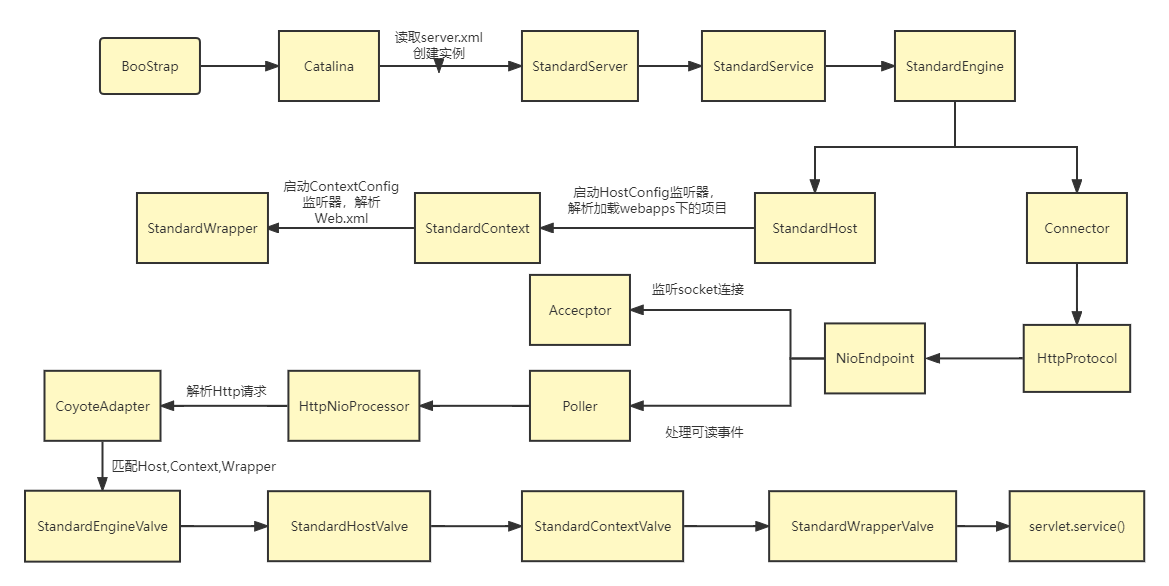 BooStrap
Catalina
读取server.xml
创建实例
StandardServer
StandardService
StandardEngine
StandardWrapper
启动ContextConfig
监听器，解析
Web.xml
StandardContext
启动HostConfig监听器，
解析加载webapps下的项目
StandardHost
Connector
Accecptor
监听socket连接
NioEndpoint
HttpProtocol
CoyoteAdapter
解析Http请求
HttpNioProcessor
Poller
处理可读事件
匹配Host,Context,Wrapper
StandardEngineValve
StandardHostValve
StandardContextValve
StandardWrapperValve
servlet.service()